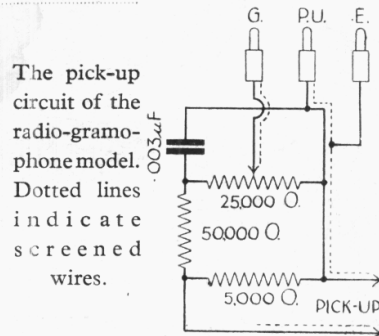 The pick-up
circuit of the
radio-gramo-
phone model.
Dotted lines
indicate
screened
wires.
G. P.U. E.
.003µF
25,000 Ω.
50,000 Ω.
5,000 Ω.
PICK-UP